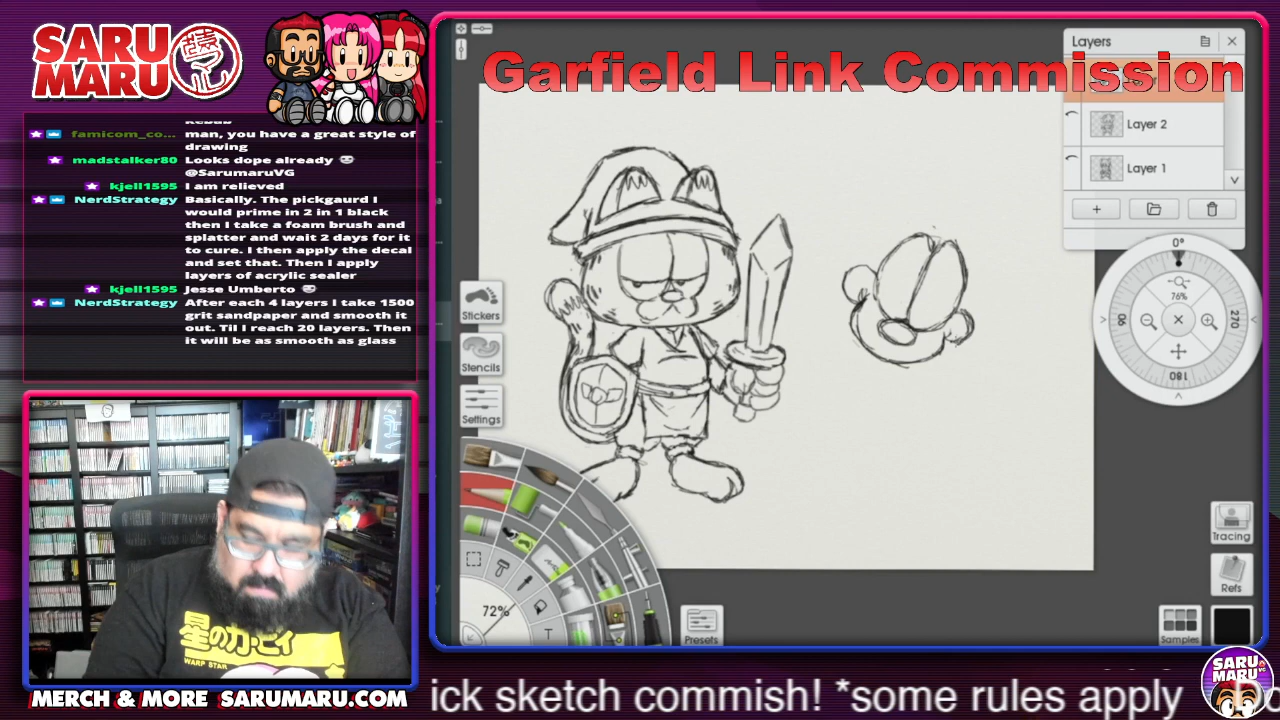 SARU
MARU
Garfield Link Commission
Layers
Layer 2
Layer 1
famicom_co... man, you have a great style of
drawing
madstalker80 Looks dope already
@SarumaruVG
kjell1595 I am relieved
NerdStrategy Basically. The pickgaurd I
would prime in 2 in 1 black
then I take a foam brush and
splatter and wait 2 days for it
to cure. I then apply the decal
and set that. Then I apply
layers of acrylic sealer
kjell1595 Jesse Umberto
NerdStrategy After each 4 layers I take 1500
grit sandpaper and smooth it
out. Til I reach 20 layers. Then
it will be as smooth as glass
0°
76%
90
270
180
Stickers
Stencils
Settings
72%
T
Presets
Tracing
Refs
Samples
星のカービィ
WARP STAR
MERCH & MORE SARUMARU.COM
ick sketch commish! *some rules apply
SARU
MARU